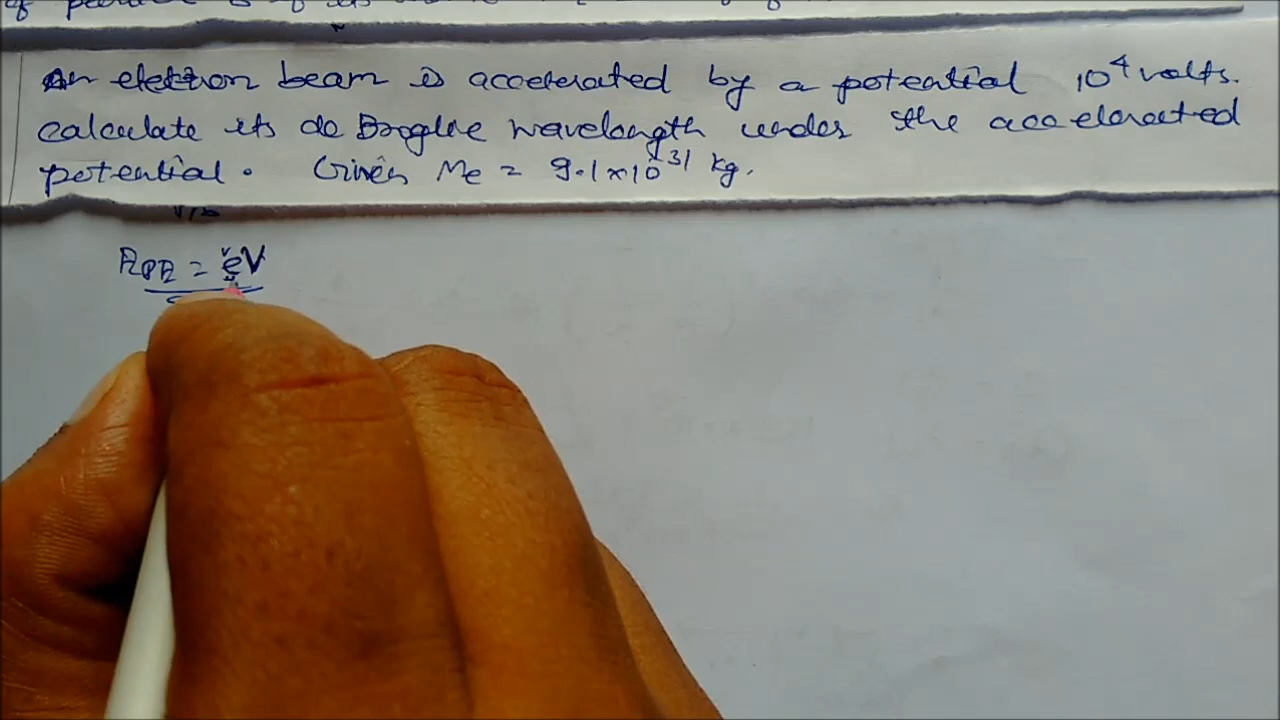 An electron beam is accelerated by a potential 10⁴ volts.
calculate its de Broglie wavelength under the accelerated
potential. Given Me = 9.1×10⁻³¹ kg.
= eV